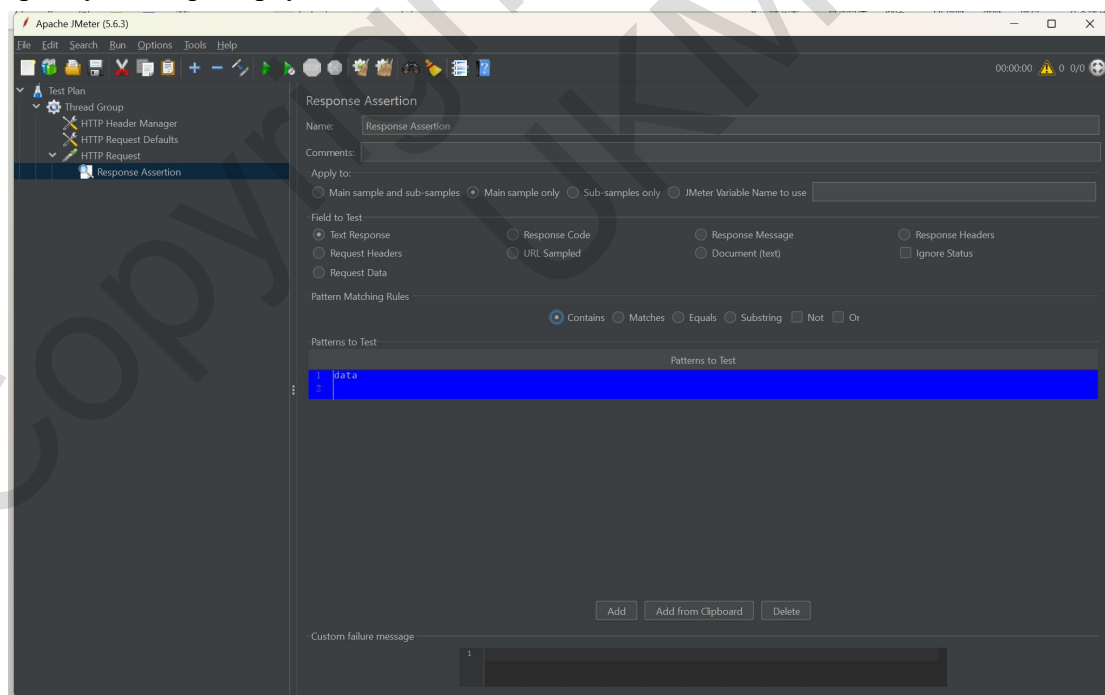 Apache JMeter (5.6.3)
File Edit Search Run Options Tools Help
00:00:00 0 0/0
Test Plan
Thread Group
HTTP Header Manager
HTTP Request Defaults
HTTP Request
Response Assertion
Response Assertion
Name: Response Assertion
Comments:
Apply to:
Main sample and sub-samples Main sample only Sub-samples only JMeter Variable Name to use
Field to Test
Text Response Response Code Response Message Response Headers
Request Headers URL Sampled Document (text) Ignore Status
Request Data
Pattern Matching Rules
Contains Matches Equals Substring Not Or
Patterns to Test
Patterns to Test
1 data
2
Add Add from Clipboard Delete
Custom failure message
1
Copyright
UKM